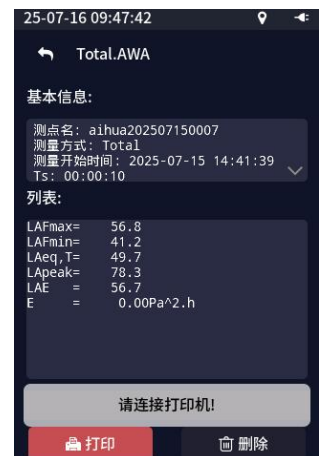 25-07-16 09:47:42
Total.AWA
基本信息:
测点名: aihua202507150007
测量方式: Total
测量开始时间: 2025-07-15 14:41:39
Ts: 00:00:10
列表:
LAFmax= 56.8
LAFmin= 41.2
LAeq,T= 49.7
LApeak= 78.3
LAE = 56.7
E = 0.00Pa^2.h
请连接打印机!
打印 删除